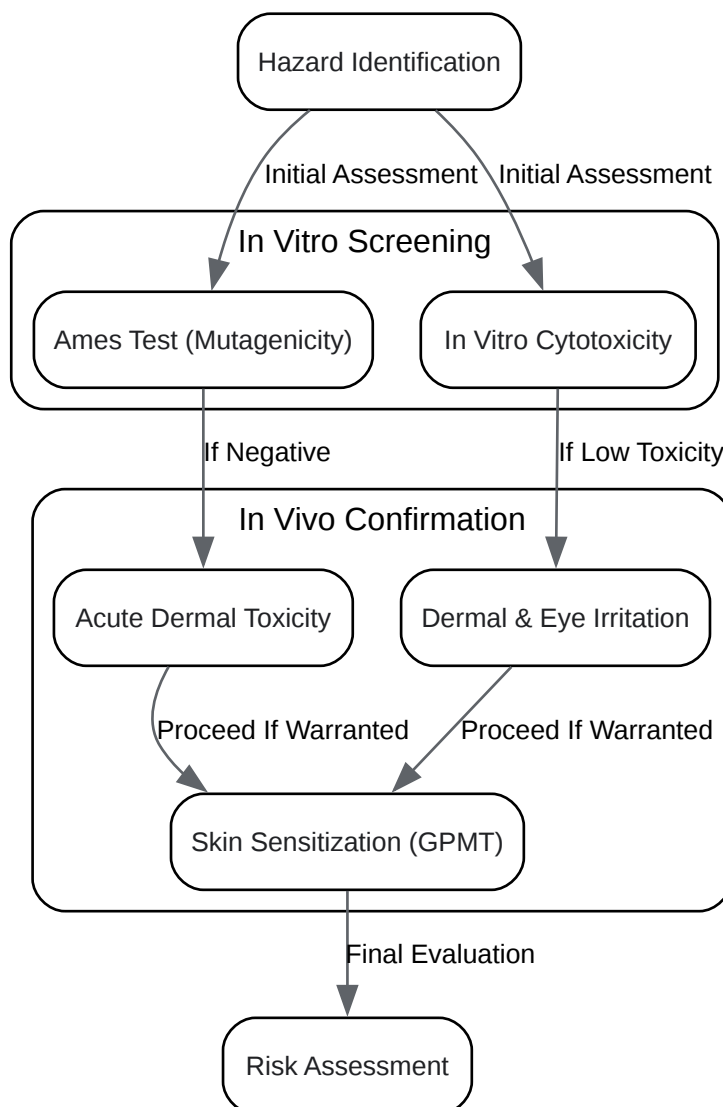 Hazard Identification
Initial Assessment
Initial Assessment
In Vitro Screening
Ames Test (Mutagenicity)
In Vitro Cytotoxicity
If Negative
If Low Toxicity
In Vivo Confirmation
Acute Dermal Toxicity
Dermal & Eye Irritation
Proceed If Warranted
Proceed If Warranted
Skin Sensitization (GPMT)
Final Evaluation
Risk Assessment